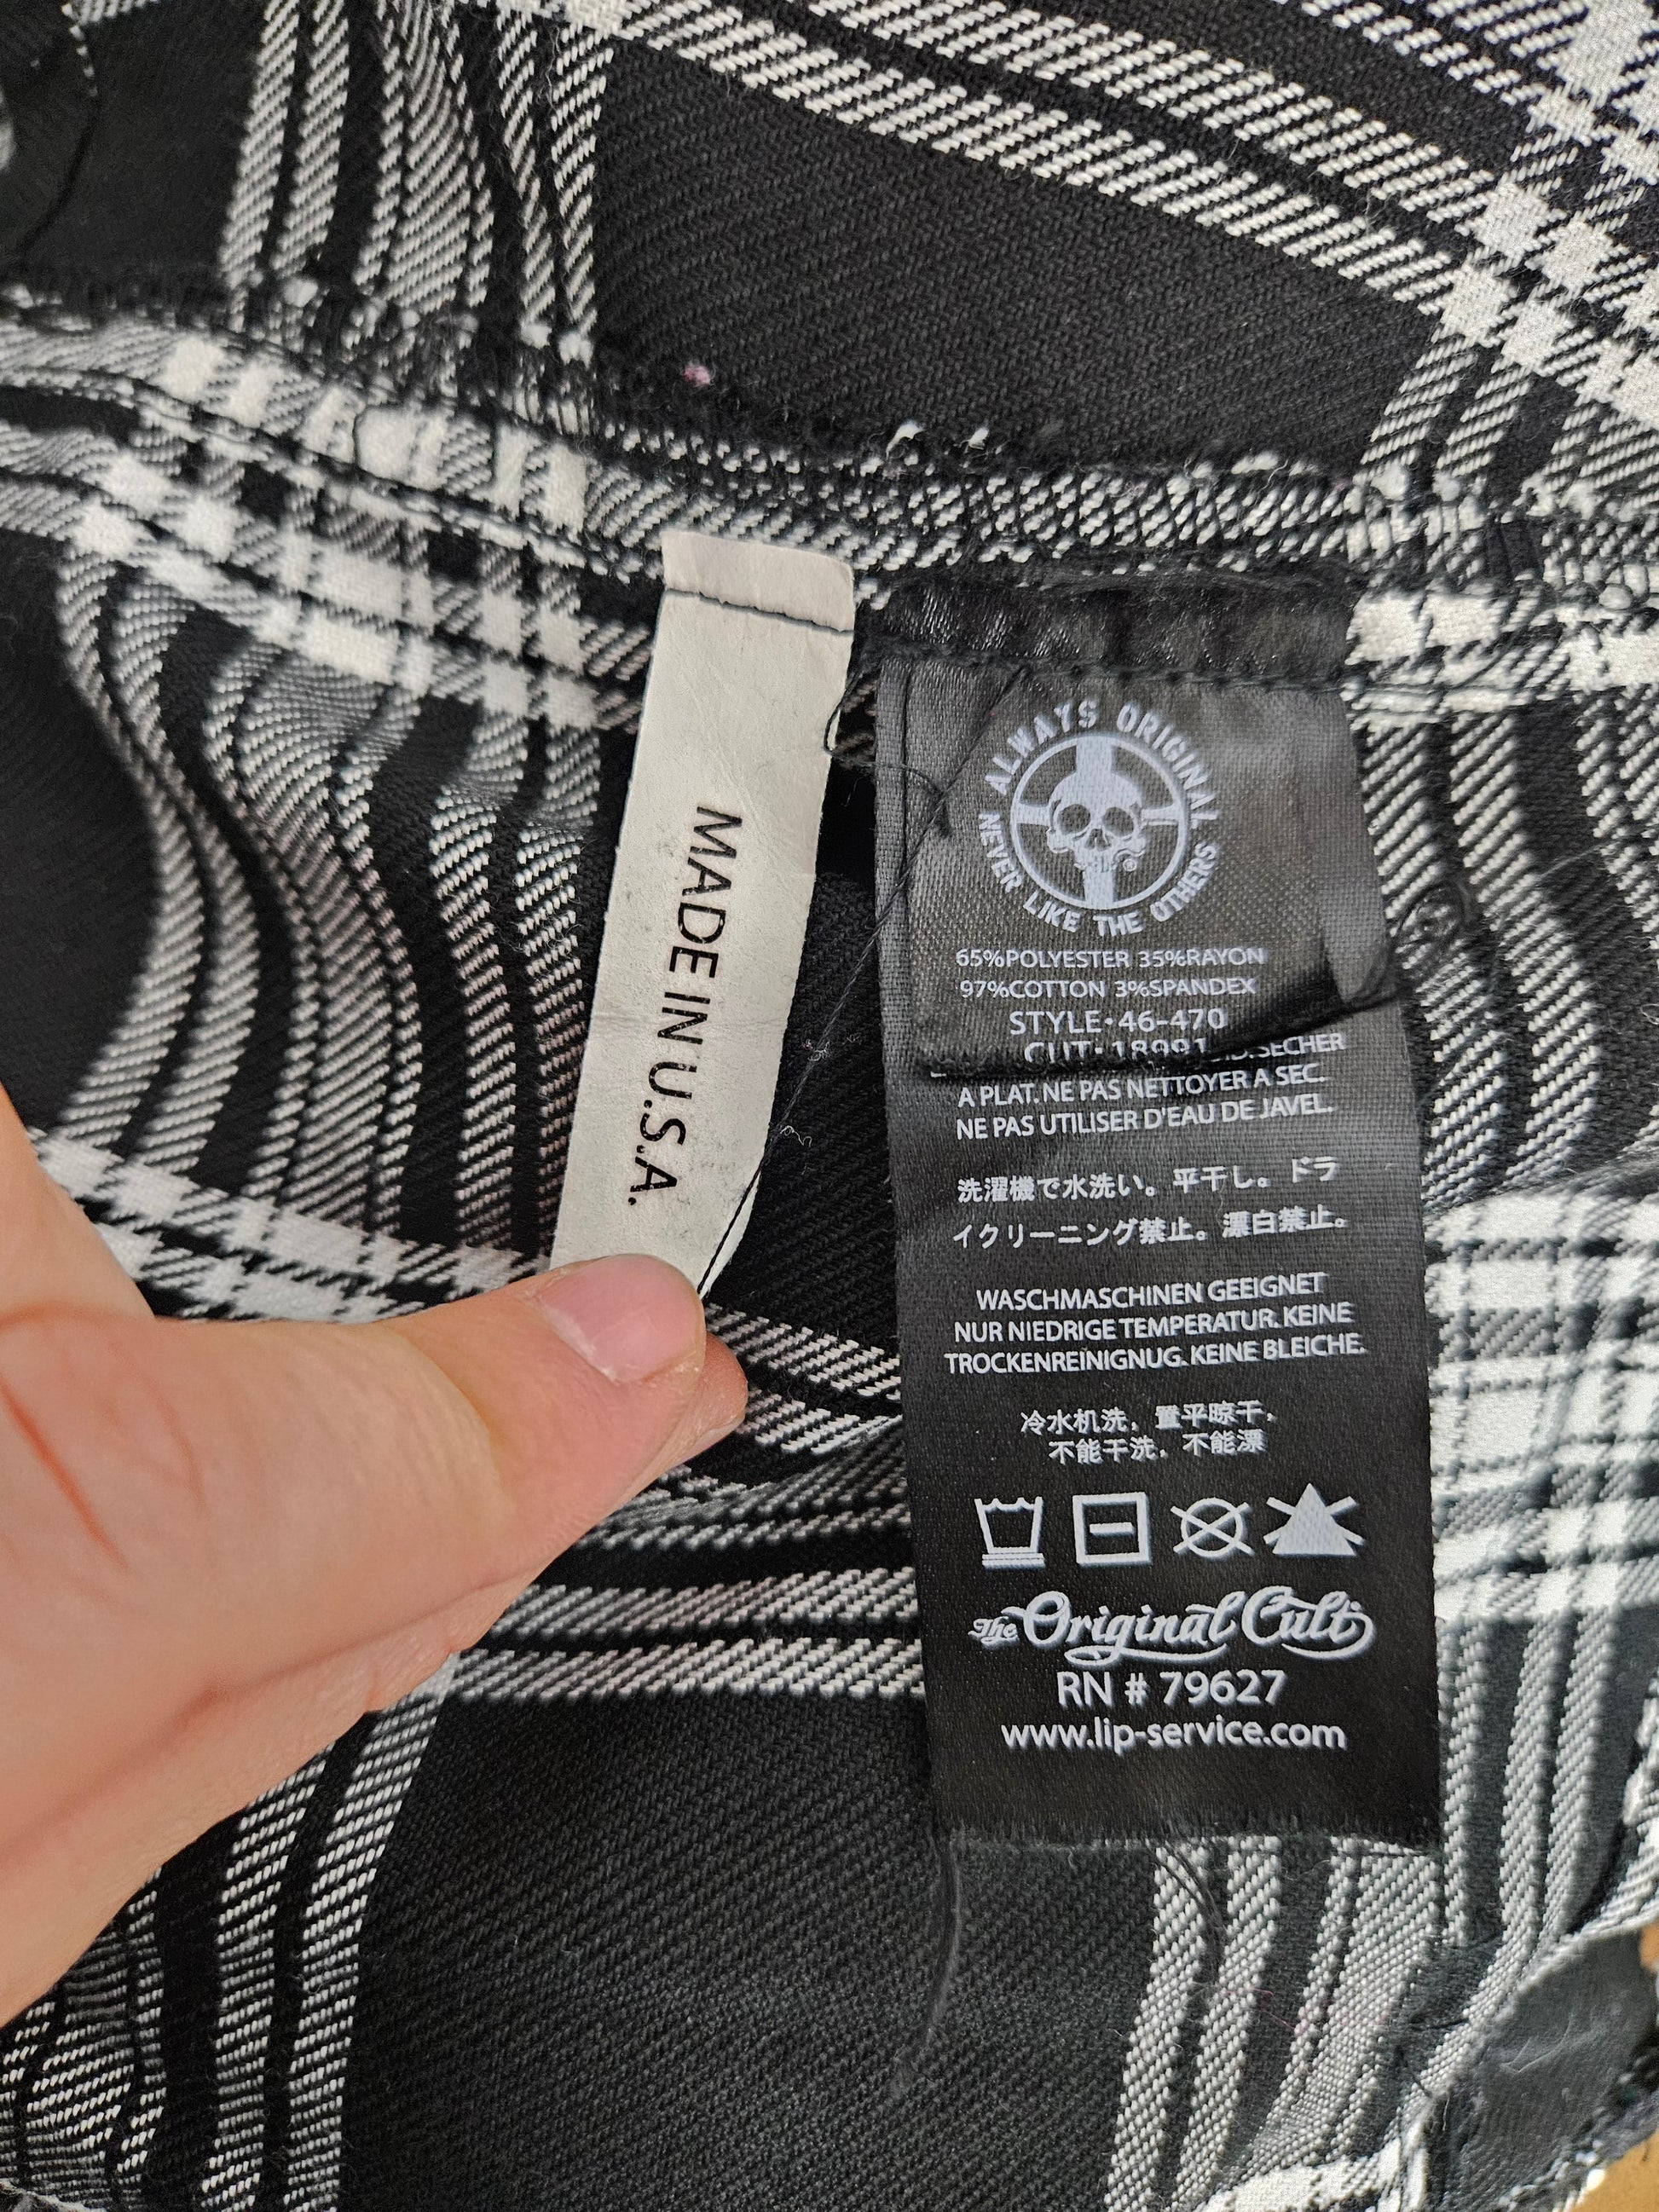 MADE IN U.S.A.
ALWAYS ORIGINAL
NEVER LIKE THE OTHERS
65%POLYESTER 35%RAYON
97%COTTON 3%SPANDEX
STYLE•46-470
CUT•18991
SECHER
A PLAT. NE PAS NETTOYER A SEC.
NE PAS UTILISER D'EAU DE JAVEL.
洗濯機で水洗い。平干し。ドラ
イクリーニング禁止。漂白禁止。
WASCHMASCHINEN GEEIGNET
NUR NIEDRIGE TEMPERATUR. KEINE
TROCKENREINIGNUG. KEINE BLEICHE.
冷水机洗，置平晾干，
不能干洗，不能漂
The Original Cult
RN # 79627
www.lip-service.com